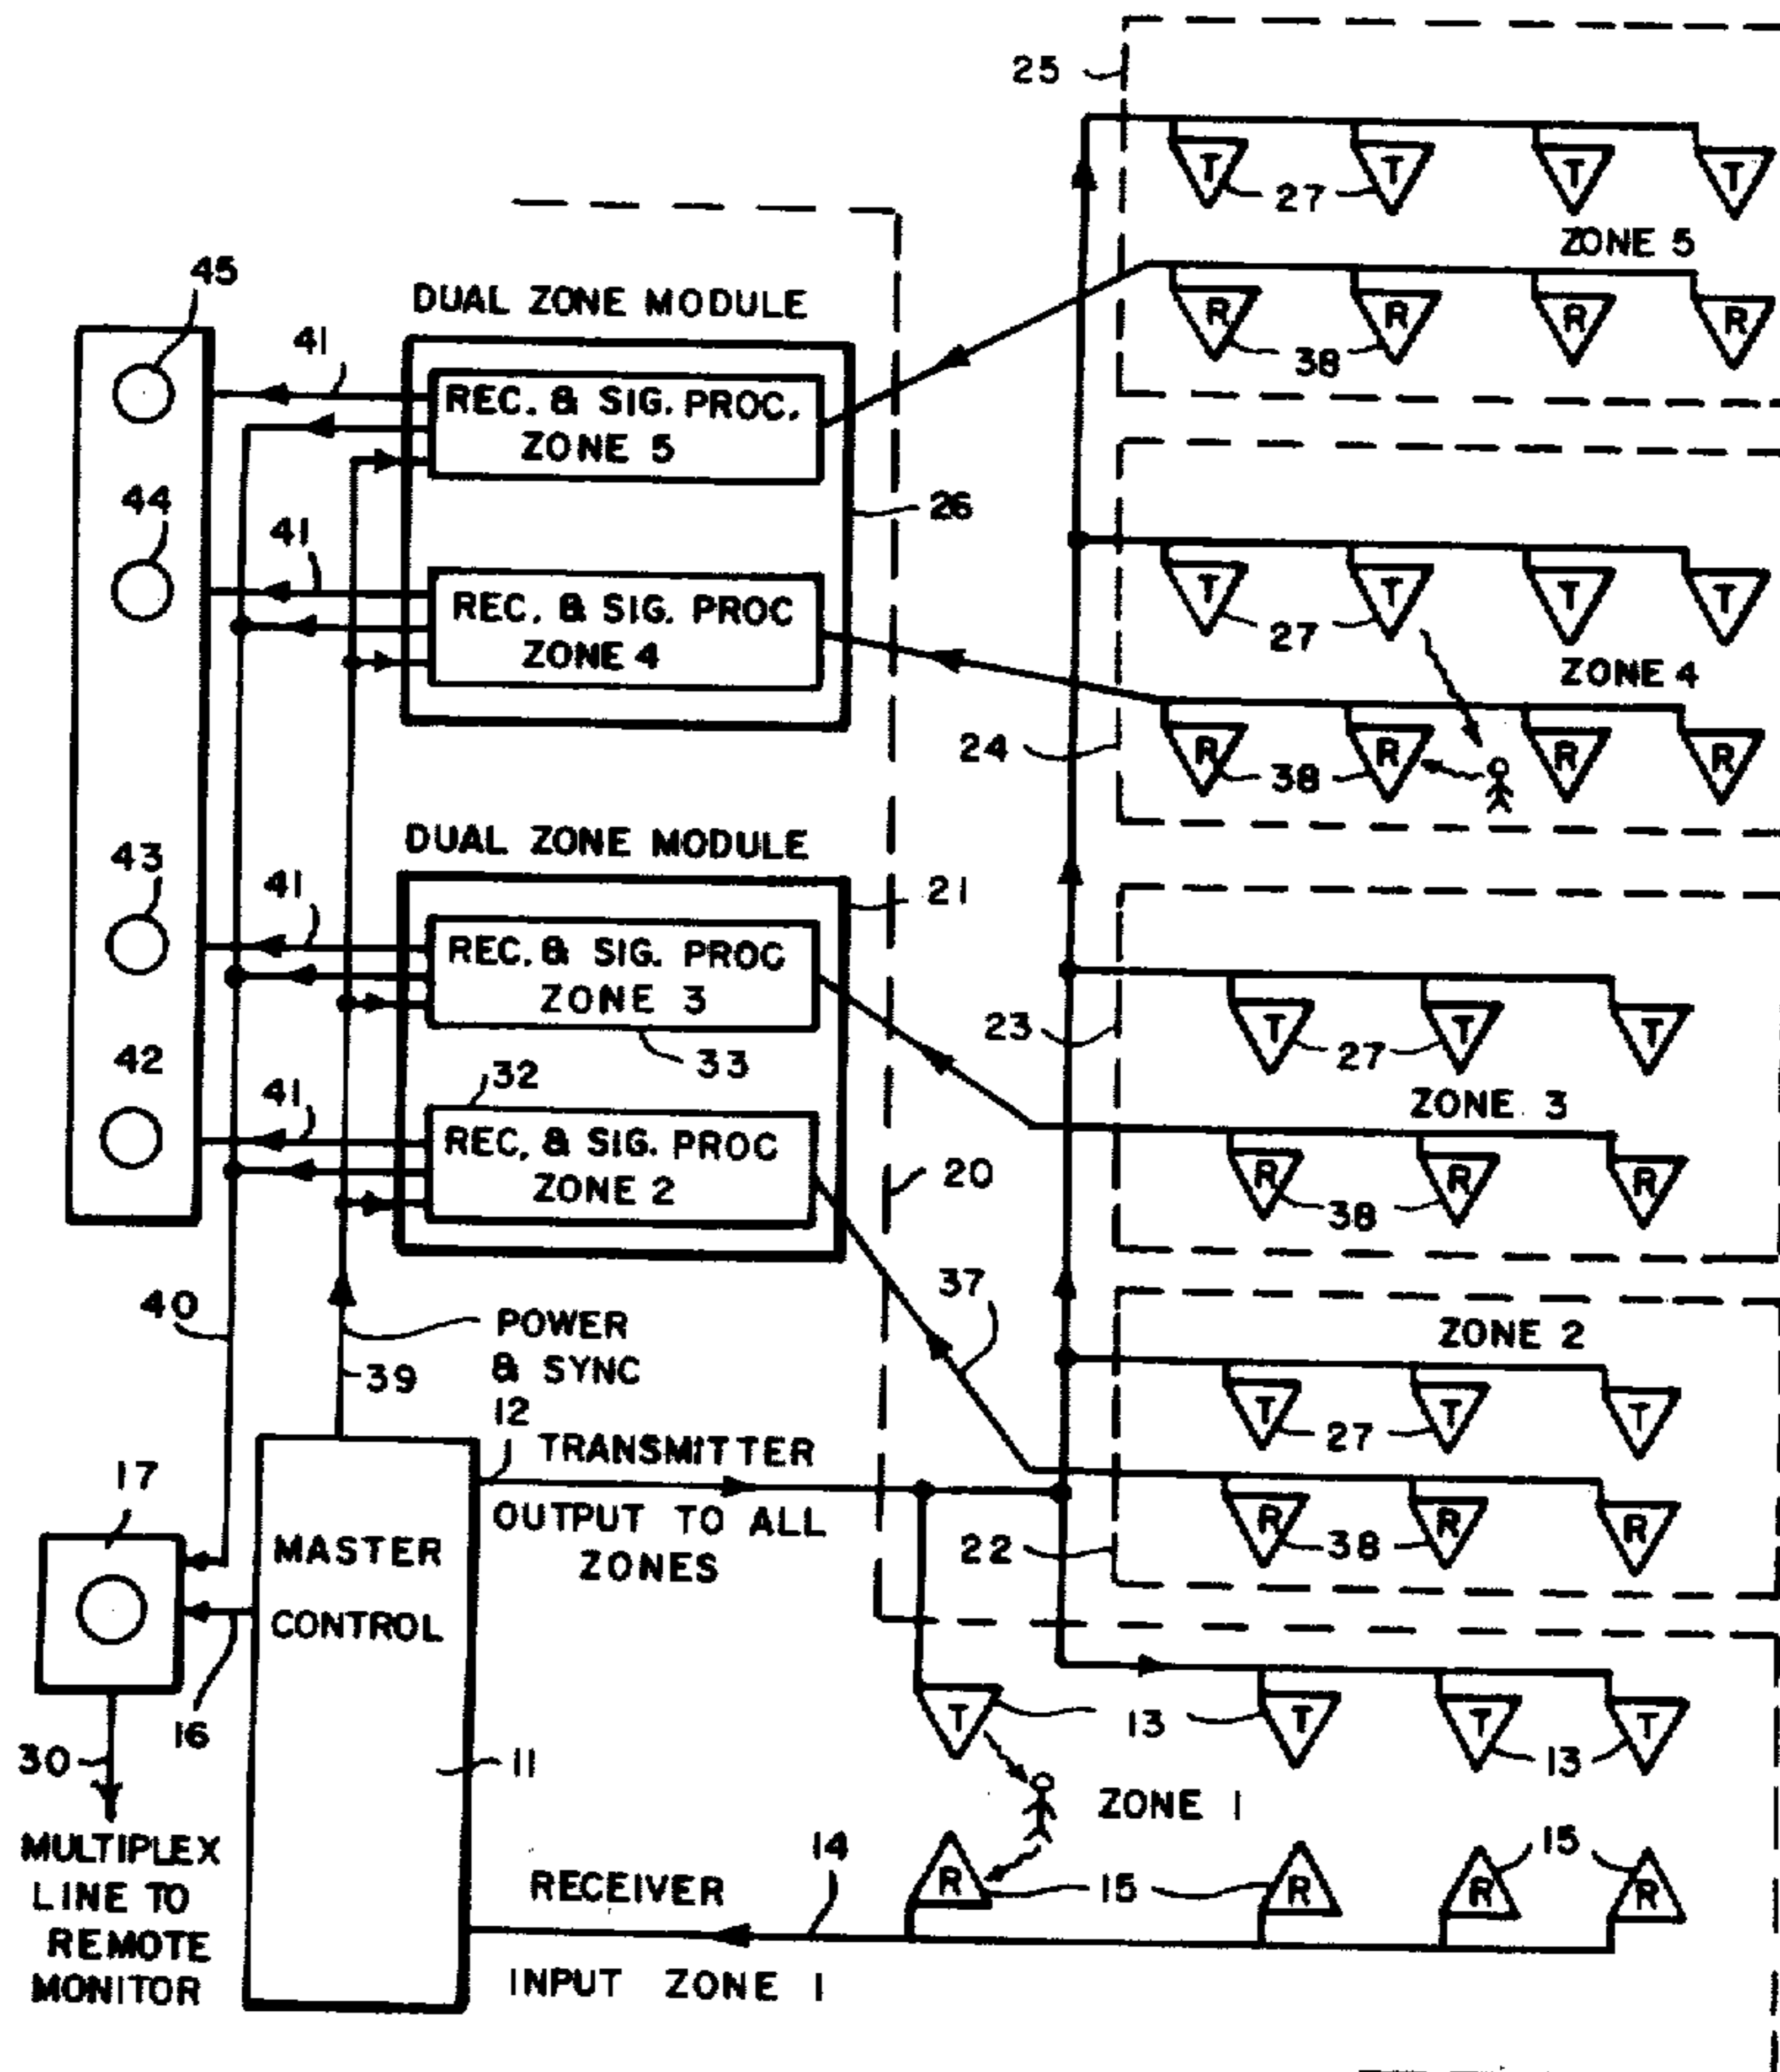 25
T T T T
27
ZONE 5
45
DUAL ZONE MODULE
41
R R R R
38
REC. & SIG. PROC.
ZONE 5
44
26
41
T T T T
27
REC. & SIG. PROC
ZONE 4
ZONE 4
24
R R R R
38
DUAL ZONE MODULE
43
41
21
REC. & SIG. PROC
ZONE 3
23
T T T
27
33
42
32
41
ZONE 3
REC. & SIG. PROC
ZONE 2
20
R R R
38
37
40
POWER
& SYNC
39
ZONE 2
T T T
27
12
TRANSMITTER
OUTPUT TO ALL
ZONES
17
MASTER
CONTROL
22
R R R
38
16
30
11
T T T T
13
13
ZONE 1
MULTIPLEX
LINE TO
REMOTE
MONITOR
RECEIVER
14
R R R R
15
15
INPUT ZONE 1